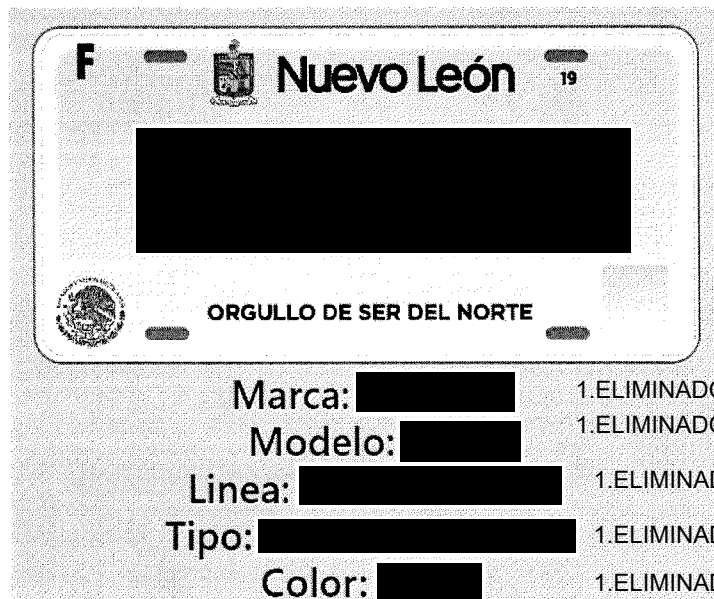 F Nuevo León 19
ORGULLO DE SER DEL NORTE
Marca: 1.ELIMINADO
Modelo: 1.ELIMINADO
Linea: 1.ELIMINAD
Tipo: 1.ELIMINAD
Color: 1.ELIMINAD